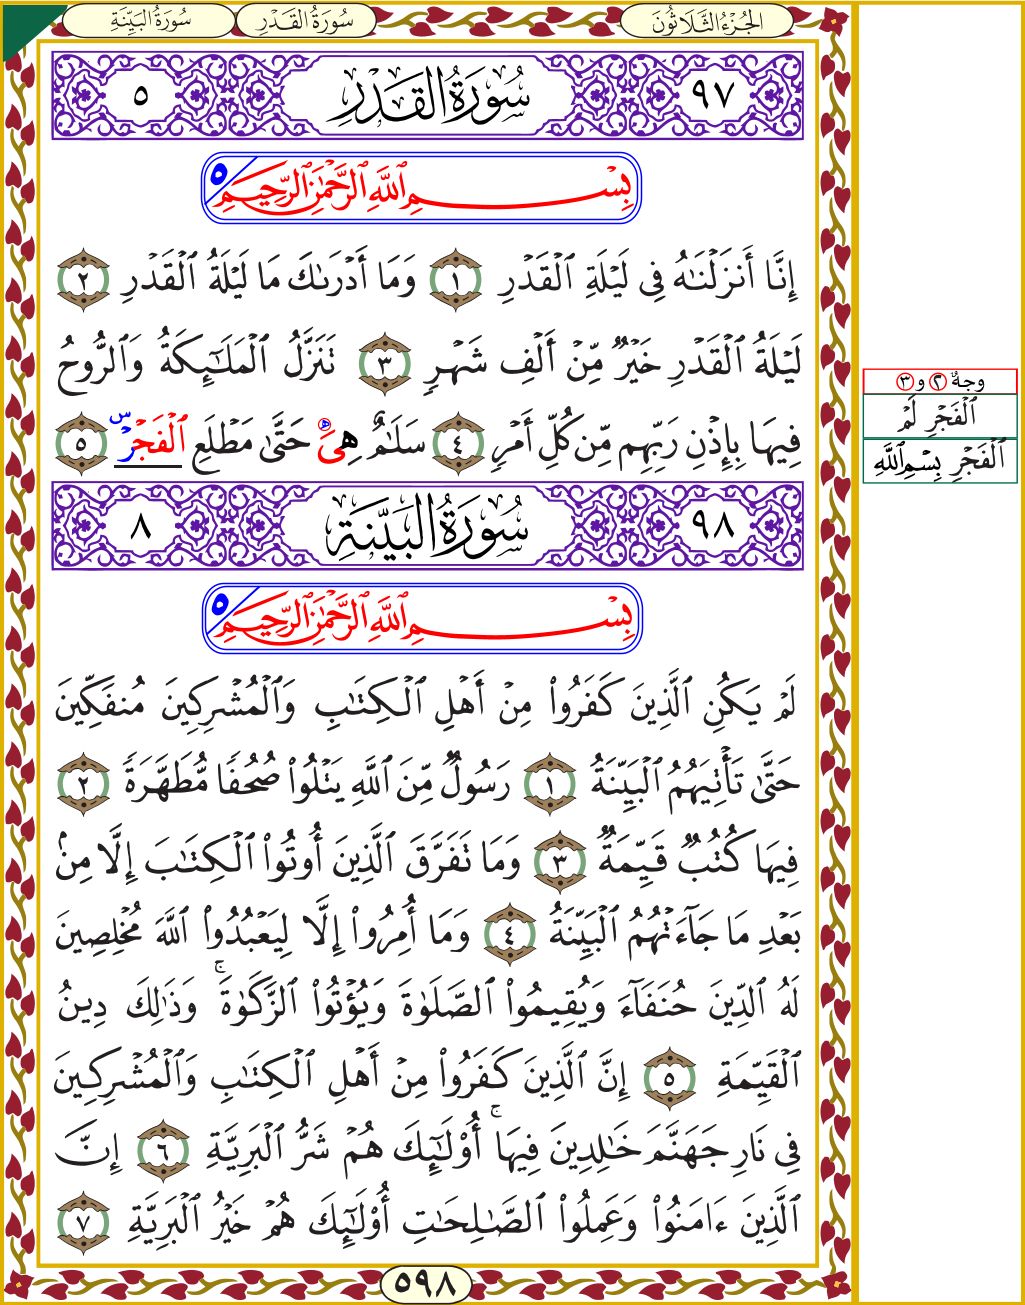 الجُزْءُ الثَّلَاثُونَ
سُورَةُ القَدْرِ
سُورَةُ البَيِّنَةِ
٩٧ سُورَةُ القَدْرِ ٥
بِسْمِ ٱللَّهِ ٱلرَّحْمَٰنِ ٱلرَّحِيمِ ٥
إِنَّا أَنزَلْنَٰهُ فِى لَيْلَةِ ٱلْقَدْرِ ١ وَمَا أَدْرَىٰكَ مَا لَيْلَةُ ٱلْقَدْرِ ٢
لَيْلَةُ ٱلْقَدْرِ خَيْرٌ مِّنْ أَلْفِ شَهْرٍ ٣ تَنَزَّلُ ٱلْمَلَٰٓئِكَةُ وَٱلرُّوحُ
فِيهَا بِإِذْنِ رَبِّهِم مِّن كُلِّ أَمْرٍ ٤ سَلَٰمٌ هِىَ حَتَّىٰ مَطْلَعِ ٱلْفَجْرِ س ٥
وجهُ ٢ و ٣
ٱلْفَجْرِ لَمْ
ٱلْفَجْرِ بِسْمِ ٱللَّهِ
٩٨ سُورَةُ البَيِّنَةِ ٨
بِسْمِ ٱللَّهِ ٱلرَّحْمَٰنِ ٱلرَّحِيمِ ٥
لَمْ يَكُنِ ٱلَّذِينَ كَفَرُوا۟ مِنْ أَهْلِ ٱلْكِتَٰبِ وَٱلْمُشْرِكِينَ مُنفَكِّينَ
حَتَّىٰ تَأْتِيَهُمُ ٱلْبَيِّنَةُ ١ رَسُولٌ مِّنَ ٱللَّهِ يَتْلُوا۟ صُحُفًا مُّطَهَّرَةً ٢
فِيهَا كُتُبٌ قَيِّمَةٌ ٣ وَمَا تَفَرَّقَ ٱلَّذِينَ أُوتُوا۟ ٱلْكِتَٰبَ إِلَّا مِنۢ
بَعْدِ مَا جَآءَتْهُمُ ٱلْبَيِّنَةُ ٤ وَمَا أُمِرُوا۟ إِلَّا لِيَعْبُدُوا۟ ٱللَّهَ مُخْلِصِينَ
لَهُ ٱلدِّينَ حُنَفَآءَ وَيُقِيمُوا۟ ٱلصَّلَوٰةَ وَيُؤْتُوا۟ ٱلزَّكَوٰةَ ۚ وَذَٰلِكَ دِينُ
ٱلْقَيِّمَةِ ٥ إِنَّ ٱلَّذِينَ كَفَرُوا۟ مِنْ أَهْلِ ٱلْكِتَٰبِ وَٱلْمُشْرِكِينَ
فِى نَارِ جَهَنَّمَ خَٰلِدِينَ فِيهَا ۚ أُو۟لَٰٓئِكَ هُمْ شَرُّ ٱلْبَرِيَّةِ ٦ إِنَّ
ٱلَّذِينَ ءَامَنُوا۟ وَعَمِلُوا۟ ٱلصَّٰلِحَٰتِ أُو۟لَٰٓئِكَ هُمْ خَيْرُ ٱلْبَرِيَّةِ ٧
٥٩٨